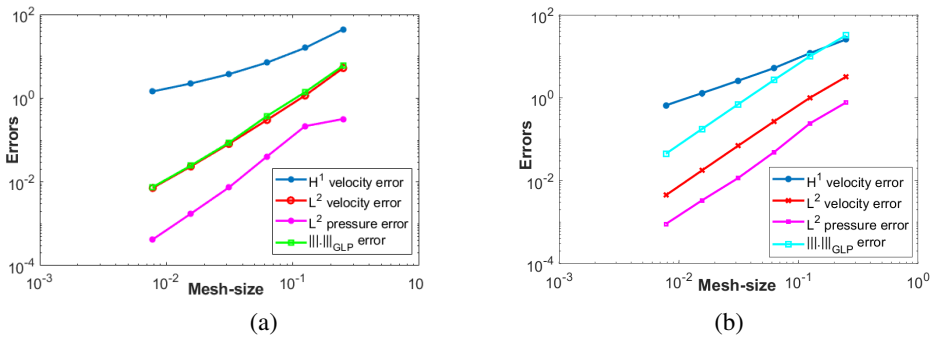 (a)
10^2
10^0
10^-2
10^-4
Errors
H^1 velocity error
L^2 velocity error
L^2 pressure error
|||.|||_GLP error
10^-3
10^-2
10^-1
10
Mesh-size
(a)
(b)
10^2
10^0
10^-2
10^-4
Errors
H^1 velocity error
L^2 velocity error
L^2 pressure error
|||.|||_GLP error
10^-3
10^-2
10^-1
10^0
Mesh-size
(b)